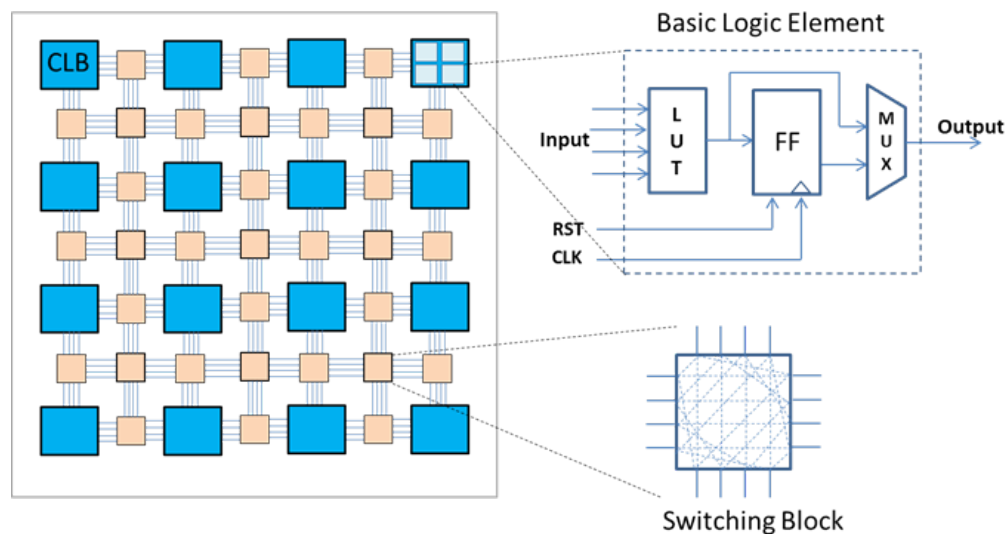 Basic Logic Element
CLB
L
U
T
FF
M
U
X
Input
Output
RST
CLK
Switching Block